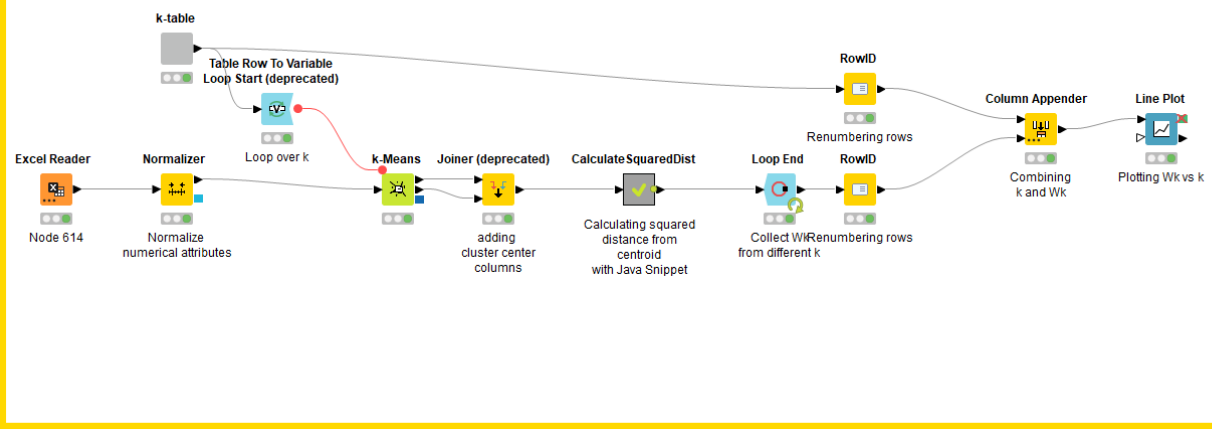 k-table
Table Row To Variable
Loop Start (deprecated)
Loop over k
RowID
Renumbering rows
Column Appender
Combining
k and Wk
Line Plot
Plotting Wk vs k
Excel Reader
Node 614
Normalizer
Normalize
numerical attributes
k-Means
Joiner (deprecated)
adding
cluster center
columns
CalculateSquaredDist
Calculating squared
distance from
centroid
with Java Snippet
Loop End
Collect Wk
from different k
RowID
Renumbering rows